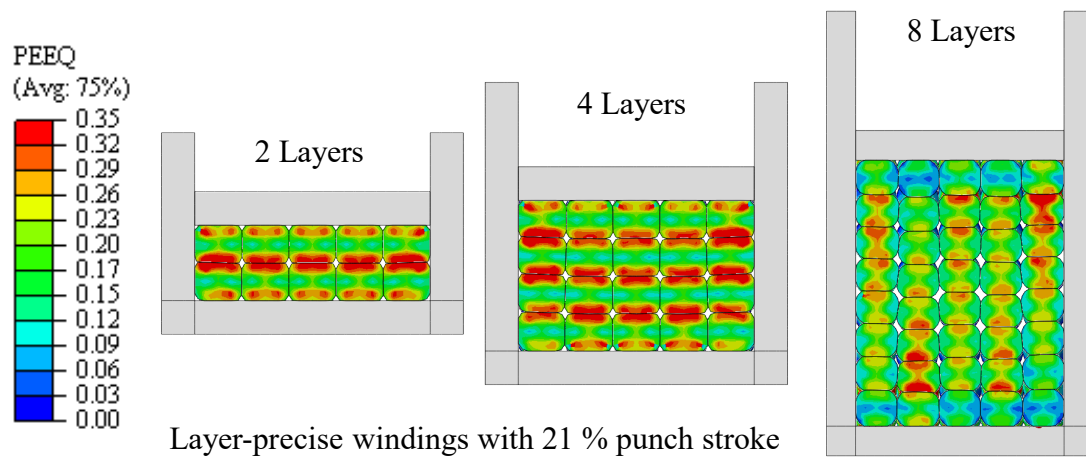 PEEQ
(Avg: 75%)
0.35
0.32
0.29
0.26
0.23
0.20
0.17
0.15
0.12
0.09
0.06
0.03
0.00
2 Layers
4 Layers
8 Layers
Layer-precise windings with 21 % punch stroke